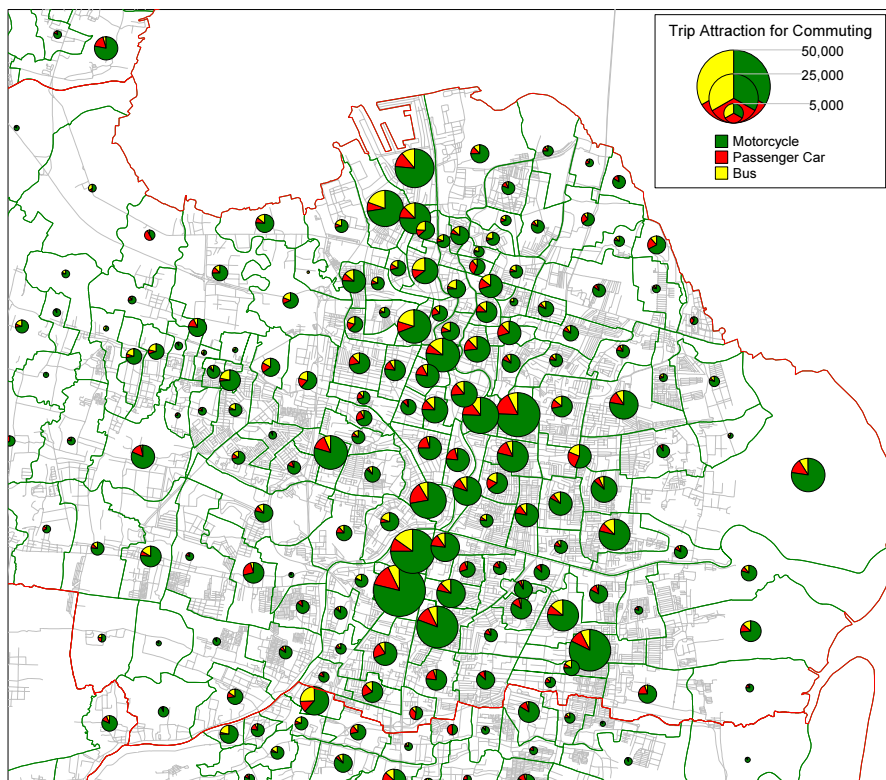 Trip Attraction for Commuting
50,000
25,000
5,000
Motorcycle
Passenger Car
Bus